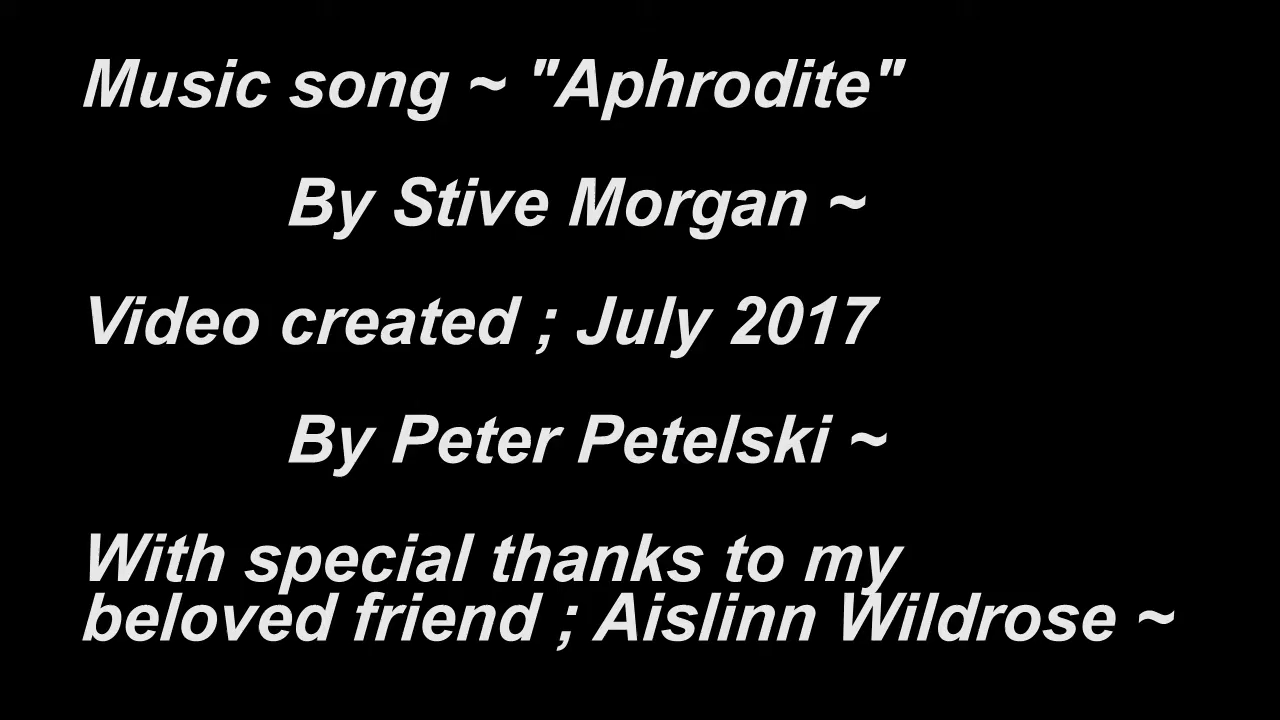 Music song ~ "Aphrodite"
By Stive Morgan ~
Video created ; July 2017
By Peter Petelski ~
With special thanks to my
beloved friend ; Aislinn Wildrose ~